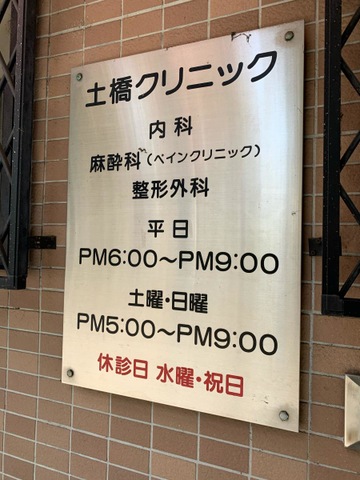 土橋クリニック
内科
麻酔科(ペインクリニック)
整形外科
平日
PM6:00〜PM9:00
土曜・日曜
PM5:00〜PM9:00
休診日 水曜・祝日